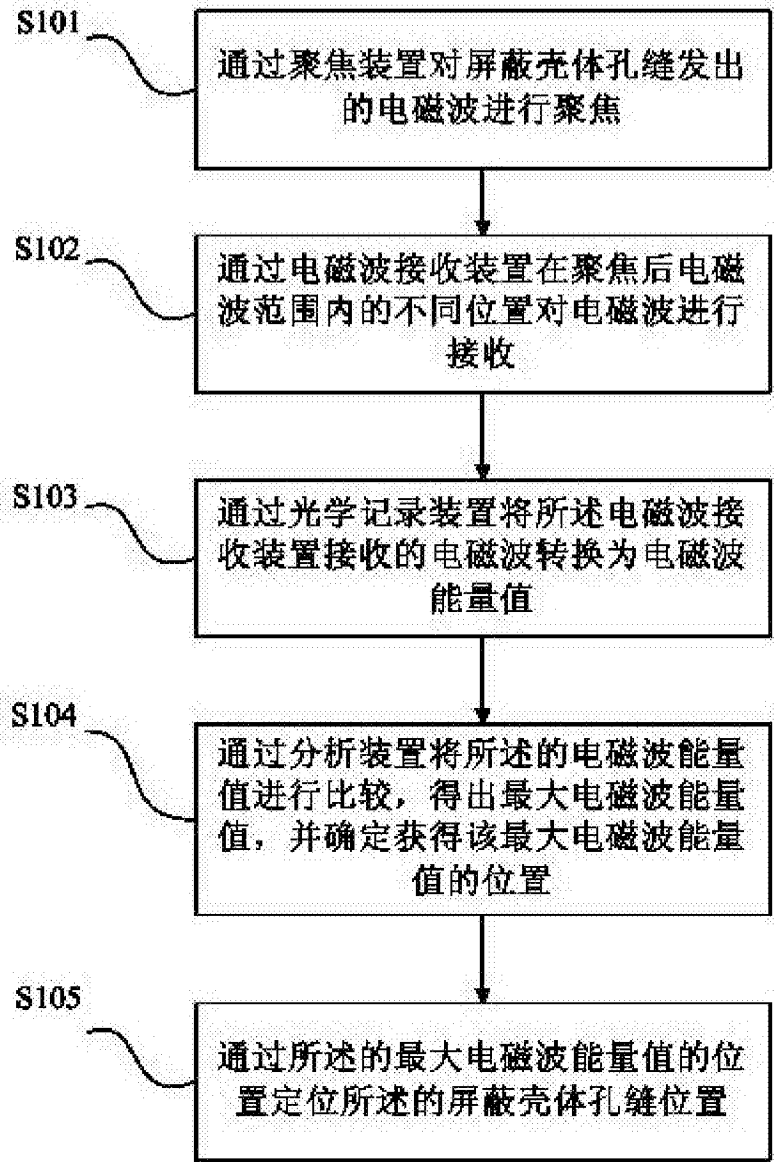 S101
通过聚焦装置对屏蔽壳体孔缝发出
的电磁波进行聚焦
S102
通过电磁波接收装置在聚焦后电磁
波范围内的不同位置对电磁波进行
接收
S103
通过光学记录装置将所述电磁波接
收装置接收的电磁波转换为电磁波
能量值
S104
通过分析装置将所述的电磁波能量
值进行比较，得出最大电磁波能量
值，并确定获得该最大电磁波能量
值的位置
S105
通过所述的最大电磁波能量值的位
置定位所述的屏蔽壳体孔缝位置